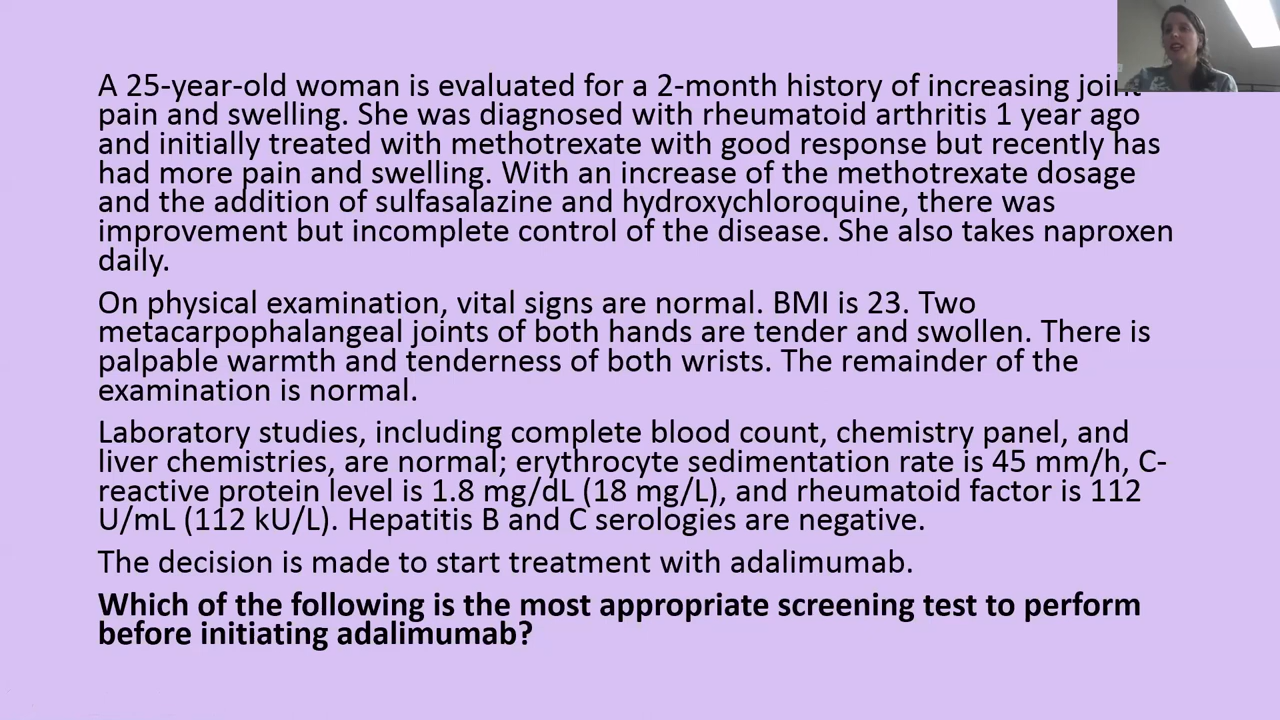 A 25-year-old woman is evaluated for a 2-month history of increasing joint
pain and swelling. She was diagnosed with rheumatoid arthritis 1 year ago
and initially treated with methotrexate with good response but recently has
had more pain and swelling. With an increase of the methotrexate dosage
and the addition of sulfasalazine and hydroxychloroquine, there was
improvement but incomplete control of the disease. She also takes naproxen
daily.
On physical examination, vital signs are normal. BMI is 23. Two
metacarpophalangeal joints of both hands are tender and swollen. There is
palpable warmth and tenderness of both wrists. The remainder of the
examination is normal.
Laboratory studies, including complete blood count, chemistry panel, and
liver chemistries, are normal; erythrocyte sedimentation rate is 45 mm/h, C-
reactive protein level is 1.8 mg/dL (18 mg/L), and rheumatoid factor is 112
U/mL (112 kU/L). Hepatitis B and C serologies are negative.
The decision is made to start treatment with adalimumab.
Which of the following is the most appropriate screening test to perform
before initiating adalimumab?